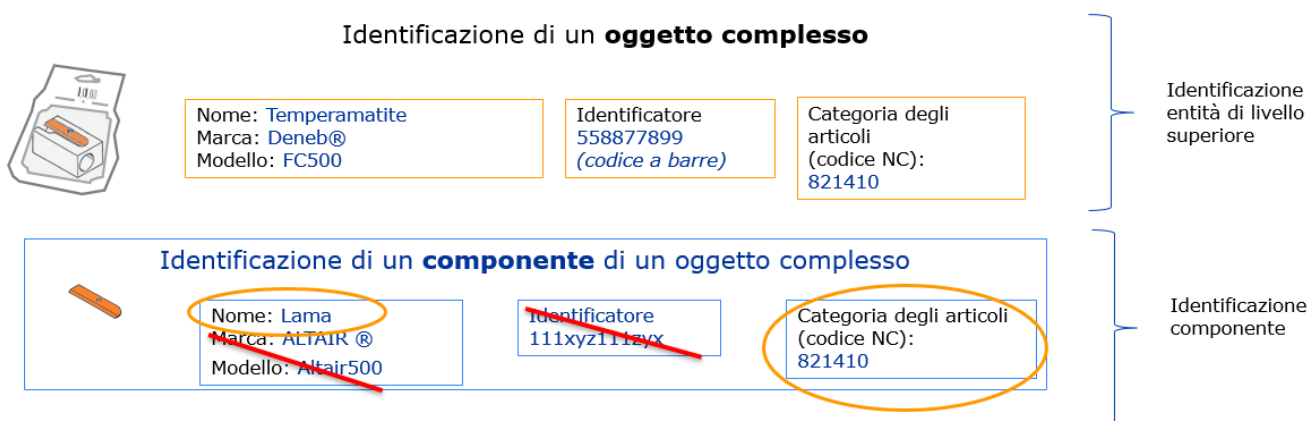 Identificazione di un oggetto complesso
Nome: Temperamatite
Marca: Deneb®
Modello: FC500
Identificatore
558877899
(codice a barre)
Categoria degli
articoli
(codice NC):
821410
Identificazione
entità di livello
superiore
Identificazione di un componente di un oggetto complesso
Nome: Lama
Marca: ALTAIR ®
Modello: Altair500
Identificatore
111xyz111zyx
Categoria degli articoli
(codice NC):
821410
Identificazione
componente